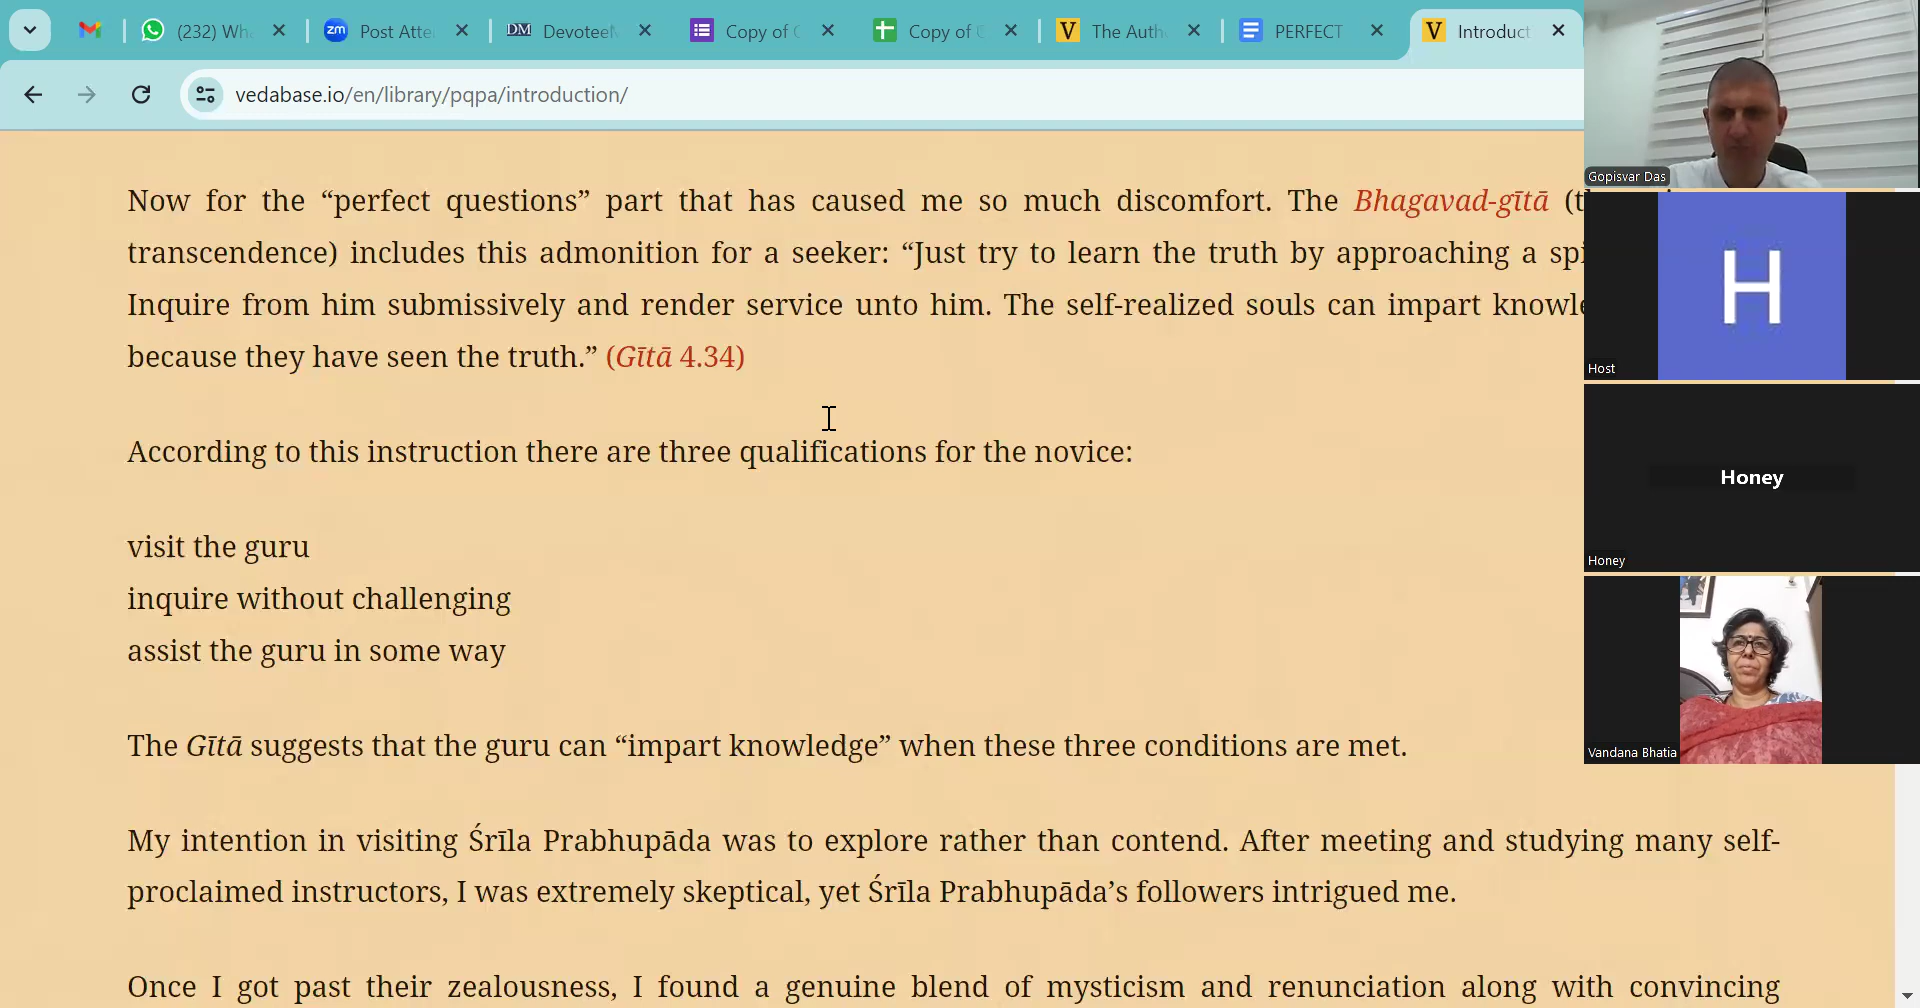 (232) Wh
Post Atte
DM
Devotee
Copy of
Copy of
The Auth
PERFECT
Introduct
vedabase.io/en/library/pqpa/introduction/
Now for the “perfect questions” part that has caused me so much discomfort. The Bhagavad-gītā
transcendence) includes this admonition for a seeker: “Just try to learn the truth by approaching a
Inquire from him submissively and render service unto him. The self-realized souls can impart
because they have seen the truth.” (Gītā 4.34)
According to this instruction there are three qualifications for the novice:
visit the guru
inquire without challenging
assist the guru in some way
The Gītā suggests that the guru can “impart knowledge” when these three conditions are met.
My intention in visiting Śrīla Prabhupāda was to explore rather than contend. After meeting and studying many self-
proclaimed instructors, I was extremely skeptical, yet Śrīla Prabhupāda’s followers intrigued me.
Once I got past their zealousness, I found a genuine blend of mysticism and renunciation along with convincing
Gopisvar Das
H
Host
Honey
Honey
Vandana Bhatia